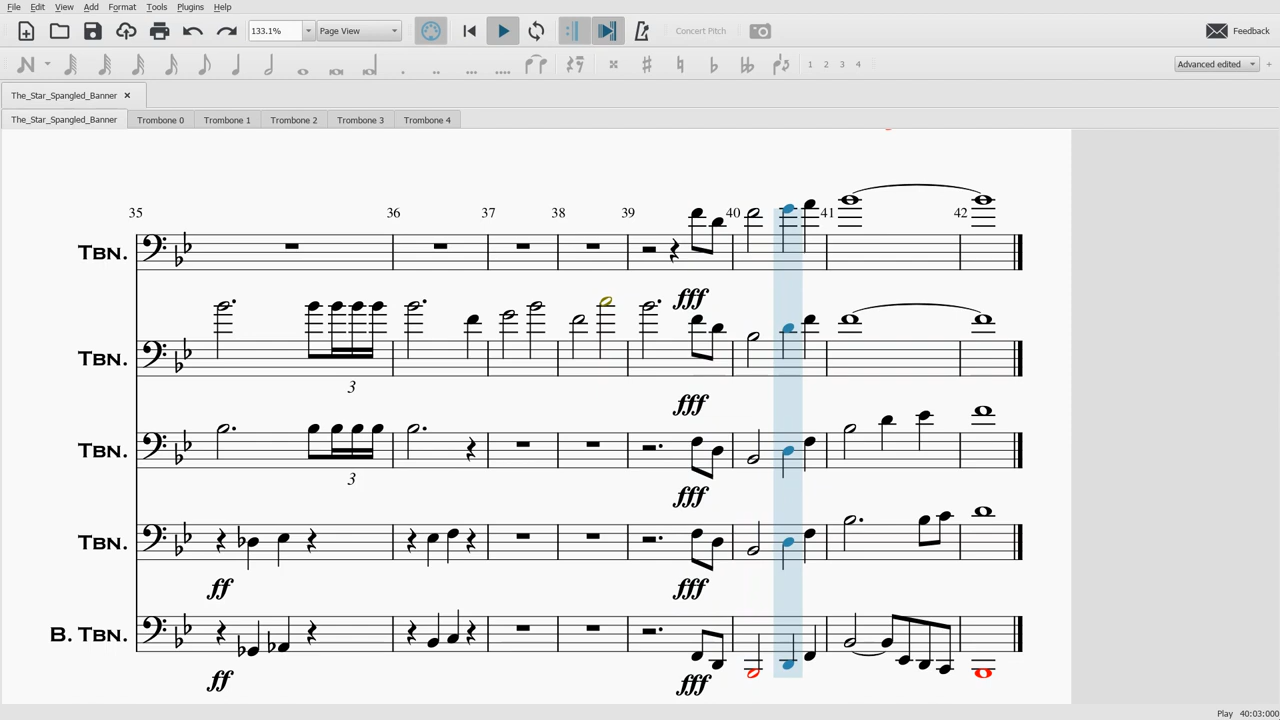 File Edit View Add Format Tools Plugins Help
133.1% Page View Concert Pitch Feedback
1 2 3 4 Advanced edited +
The_Star_Spangled_Banner ×
The_Star_Spangled_Banner Trombone 0 Trombone 1 Trombone 2 Trombone 3 Trombone 4
35 36 37 38 39 40 41 42
TBN.
fff
TBN.
3
fff
TBN.
3
fff
TBN.
ff fff
B. TBN.
ff fff
Play 40:03:000